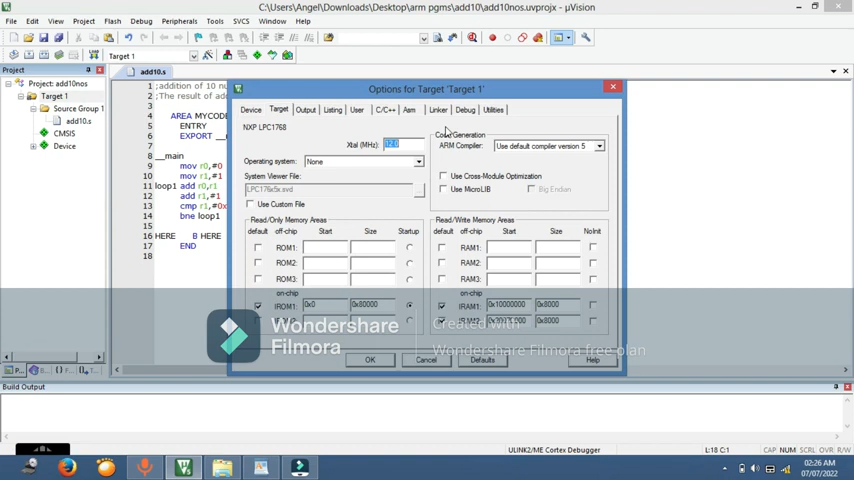 C:\Users\Angel\Downloads\Desktop\arm pgms\add10\add10nos.uvprojx - µVision
File Edit View Project Flash Debug Peripherals Tools SVCS Window Help
Target 1
Project
add10.s
Project: add10nos
Target 1
Source Group 1
add10.s
CMSIS
Device
1 ;addition of 10 nu
2 ;The result of add
3
4 AREA MYCODE
5 ENTRY
6 EXPORT __m
7
8 __main
9 mov r0,#0
10 mov r1,#1
11 loop1 add r0,r1
12 add r1,#1
13 cmp r1,#0x
14 bne loop1
15
16 HERE B HERE
17 END
18
Options for Target 'Target 1'
Device Target Output Listing User C/C++ Asm Linker Debug Utilities
NXP LPC1768
Xtal (MHz): 12.0
Operating system: None
System Viewer File:
LPC176x5x.svd
...
Use Custom File
Code Generation
ARM Compiler: Use default compiler version 5
Use Cross-Module Optimization
Use MicroLIB
Big Endian
Read/Only Memory Areas
default off-chip Start Size Startup
ROM1:
ROM2:
ROM3:
on-chip
IROM1: 0x0 0x80000
Read/Write Memory Areas
default off-chip Start Size NoInit
RAM1:
RAM2:
RAM3:
on-chip
IRAM1: 0x10000000 0x8000
IRAM2: 0x8000
Wondershare
Filmora
Created with
Wondershare Filmora free plan
OK Cancel Defaults Help
P... B... F... T...
Build Output
ULINK2/ME Cortex Debugger
L:18 C:1
CAP NUM SCRL OVR R/W
02:26 AM
07/07/2022